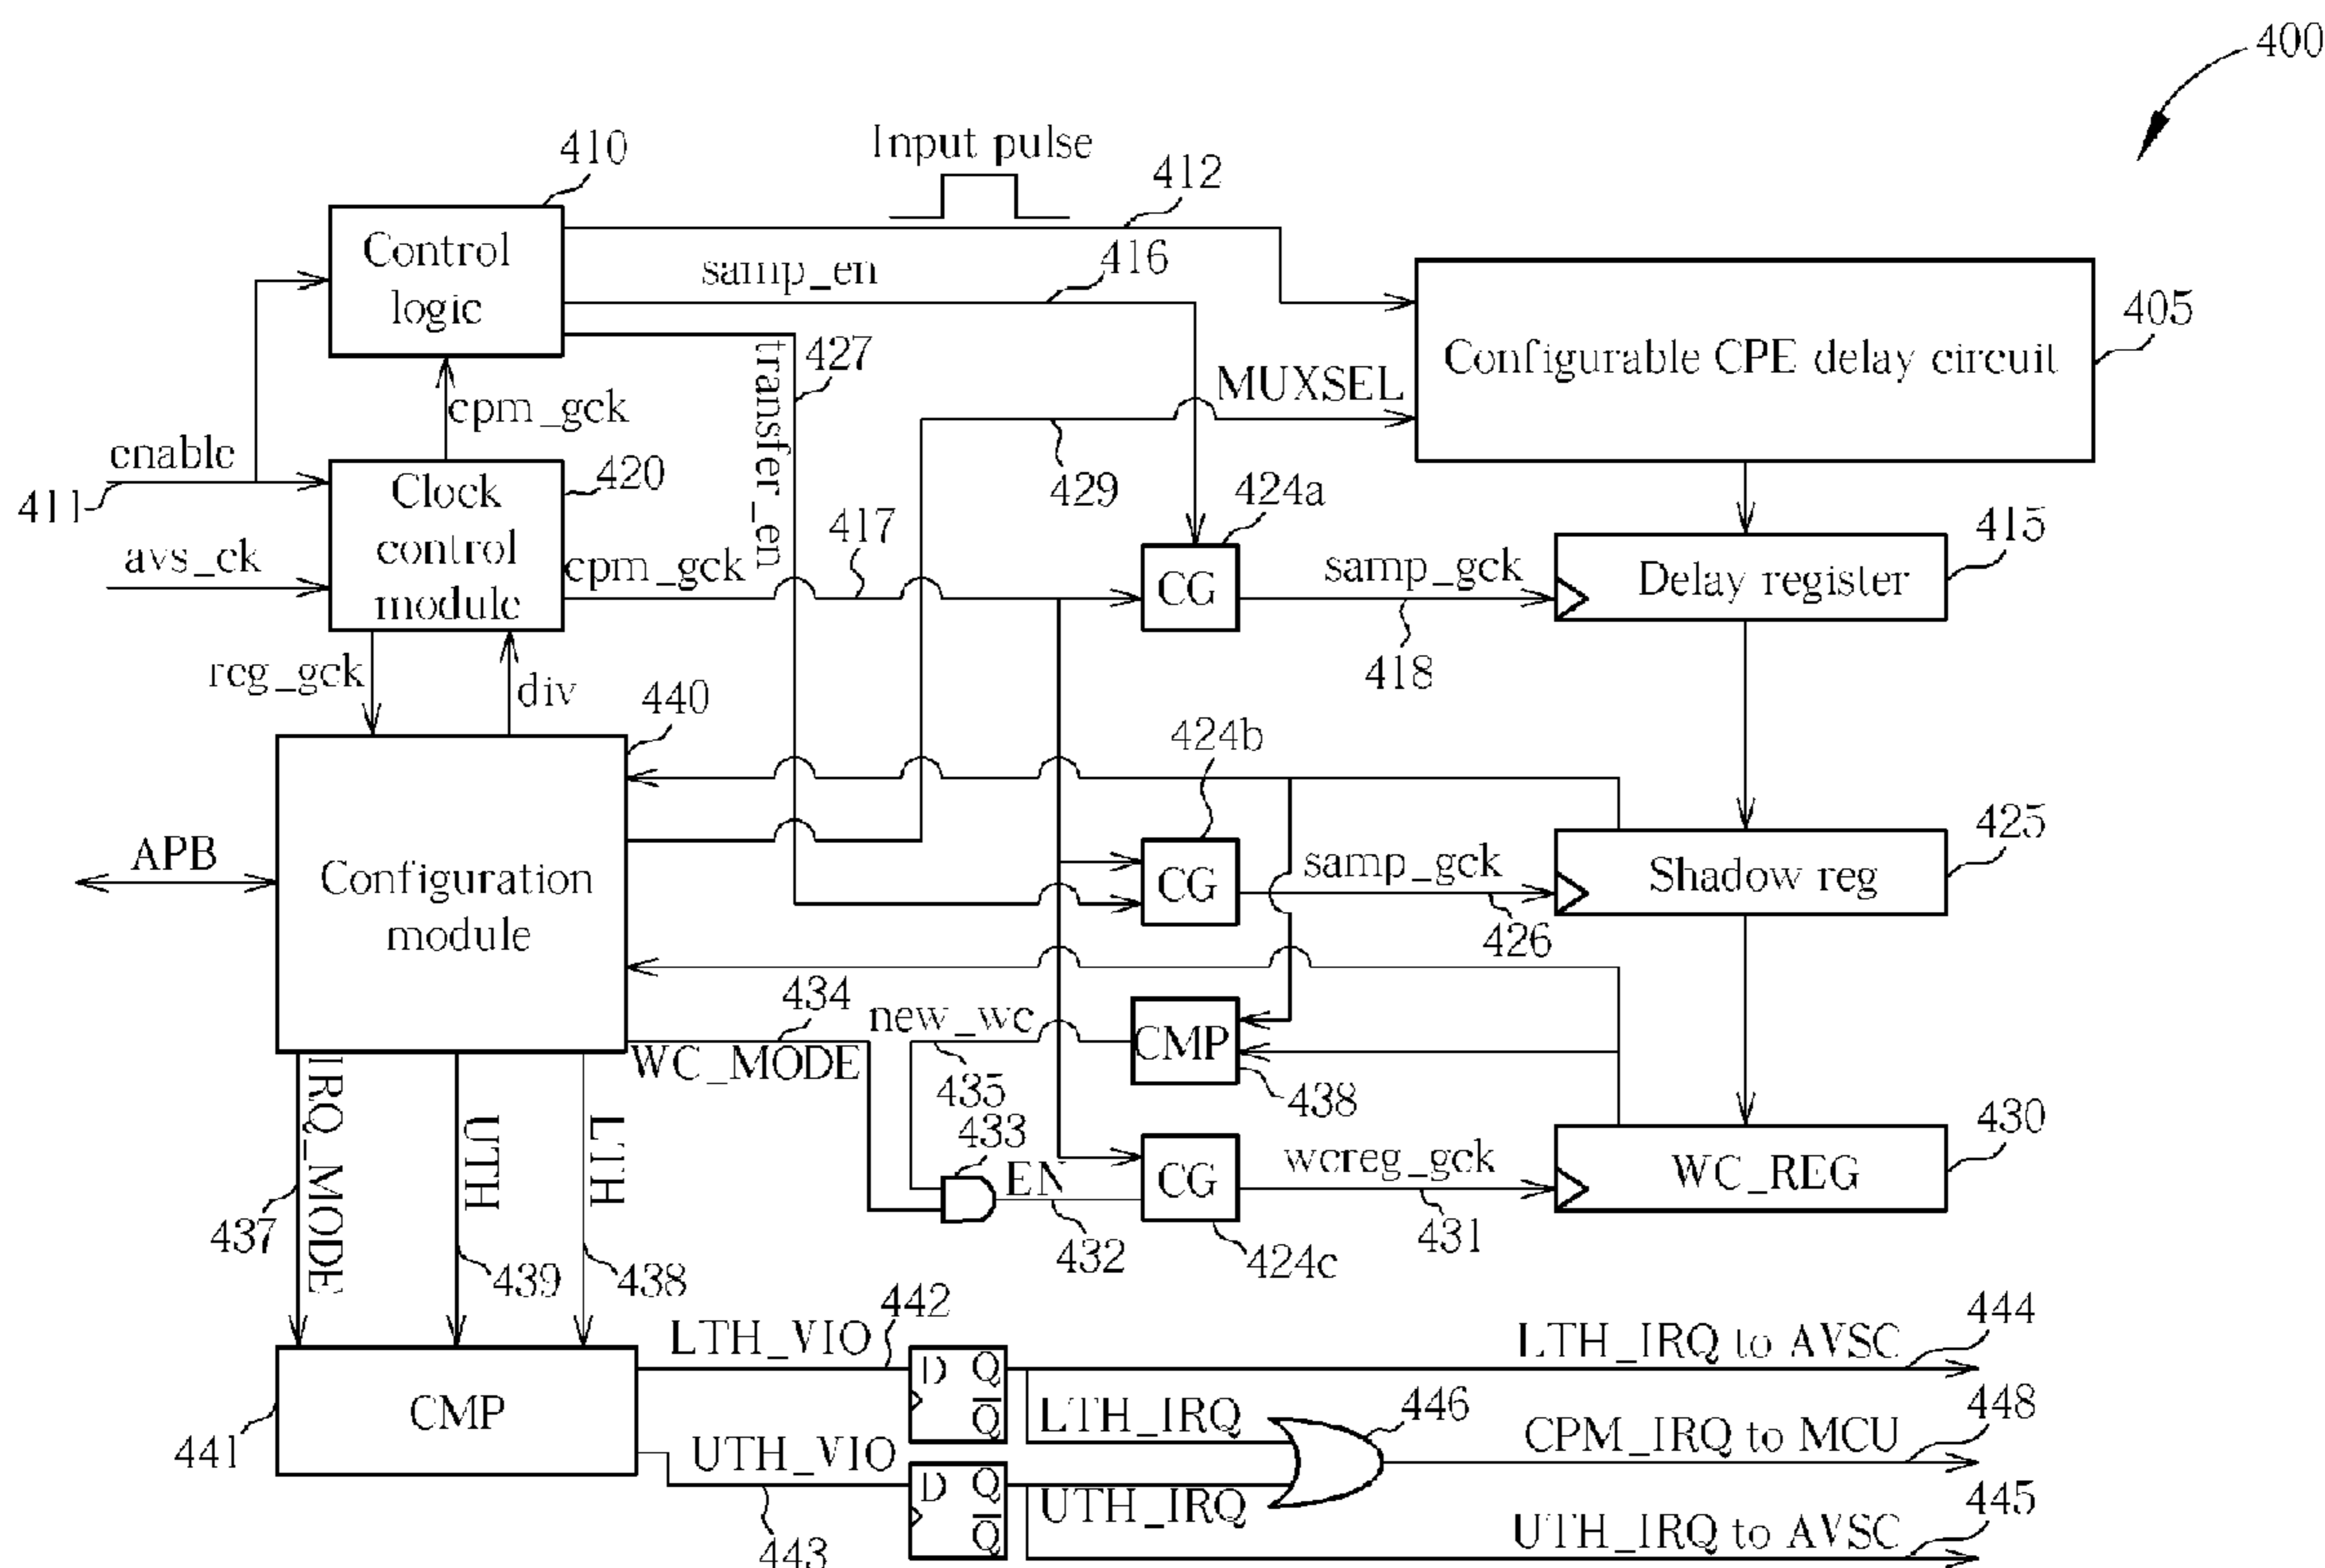 400
Input pulse
410
412
Control
logic
samp_en
416
transfer_en
427
405
Configurable CPE delay circuit
MUXSEL
cpm_gck
enable
411
420
Clock
control
module
429
424a
avs_ck
cpm_gck
417
CG
samp_gck
418
415
Delay register
reg_gck
div
440
424b
APB
Configuration
module
CG
samp_gck
426
425
Shadow reg
434
new_wc
WC_MODE
435
CMP
438
433
EN
432
CG
424c
wcreg_gck
431
430
WC_REG
IRQ_MODE
437
UTH
439
LTH
438
441
CMP
LTH_VIO
442
D Q
Q
LTH_IRQ to AVSC
444
LTH_IRQ
446
CPM_IRQ to MCU
448
UTH_VIO
443
D Q
Q
UTH_IRQ
UTH_IRQ to AVSC
445